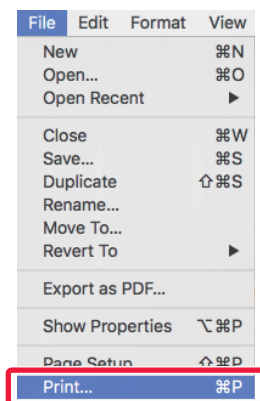 File Edit Format View
New ⌘N
Open... ⌘O
Open Recent ▶
Close ⌘W
Save... ⌘S
Duplicate ⇧⌘S
Rename...
Move To...
Revert To ▶
Export as PDF...
Show Properties ⌥⌘P
Page Setup ⇧⌘P
Print... ⌘P